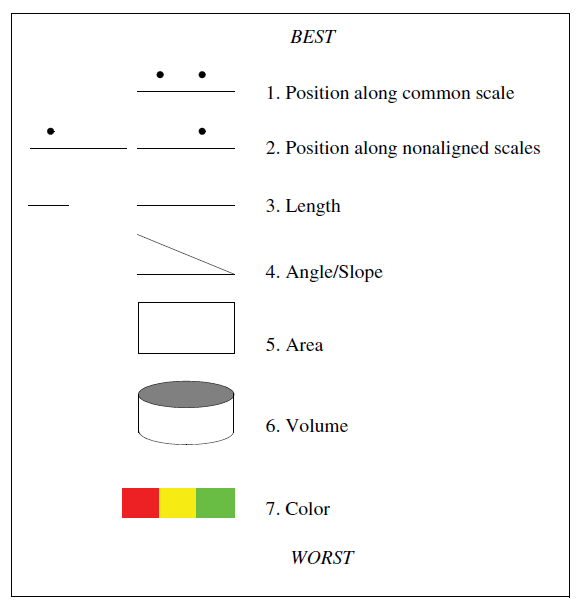 BEST
1. Position along common scale
2. Position along nonaligned scales
3. Length
4. Angle/Slope
5. Area
6. Volume
7. Color
WORST